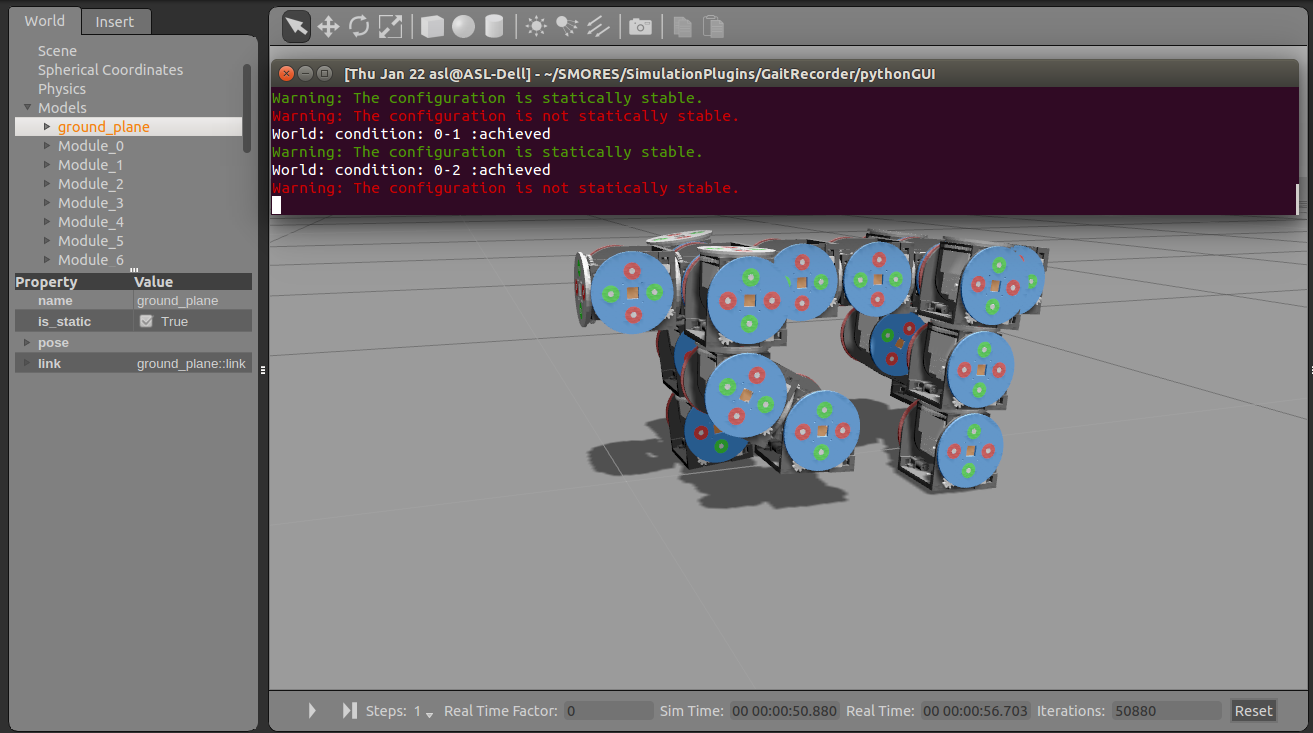 World Insert
Scene
Spherical Coordinates
Physics
Models
ground_plane
Module_0
Module_1
Module_2
Module_3
Module_4
Module_5
Module_6
Property Value
name ground_plane
is_static True
pose
link ground_plane::link
[Thu Jan 22 asl@ASL-Dell] - ~/SMORES/SimulationPlugins/GaitRecorder/pythonGUI
Warning: The configuration is statically stable.
Warning: The configuration is not statically stable.
World: condition: 0-1 :achieved
Warning: The configuration is statically stable.
World: condition: 0-2 :achieved
Warning: The configuration is not statically stable.
Steps: 1 Real Time Factor: 0 Sim Time: 00 00:00:50.880 Real Time: 00 00:00:56.703 Iterations: 50880 Reset